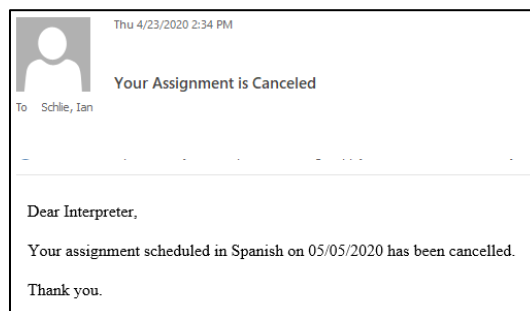 Thu 4/23/2020 2:34 PM
Your Assignment is Canceled
To Schlie, Ian
Dear Interpreter,
Your assignment scheduled in Spanish on 05/05/2020 has been cancelled.
Thank you.